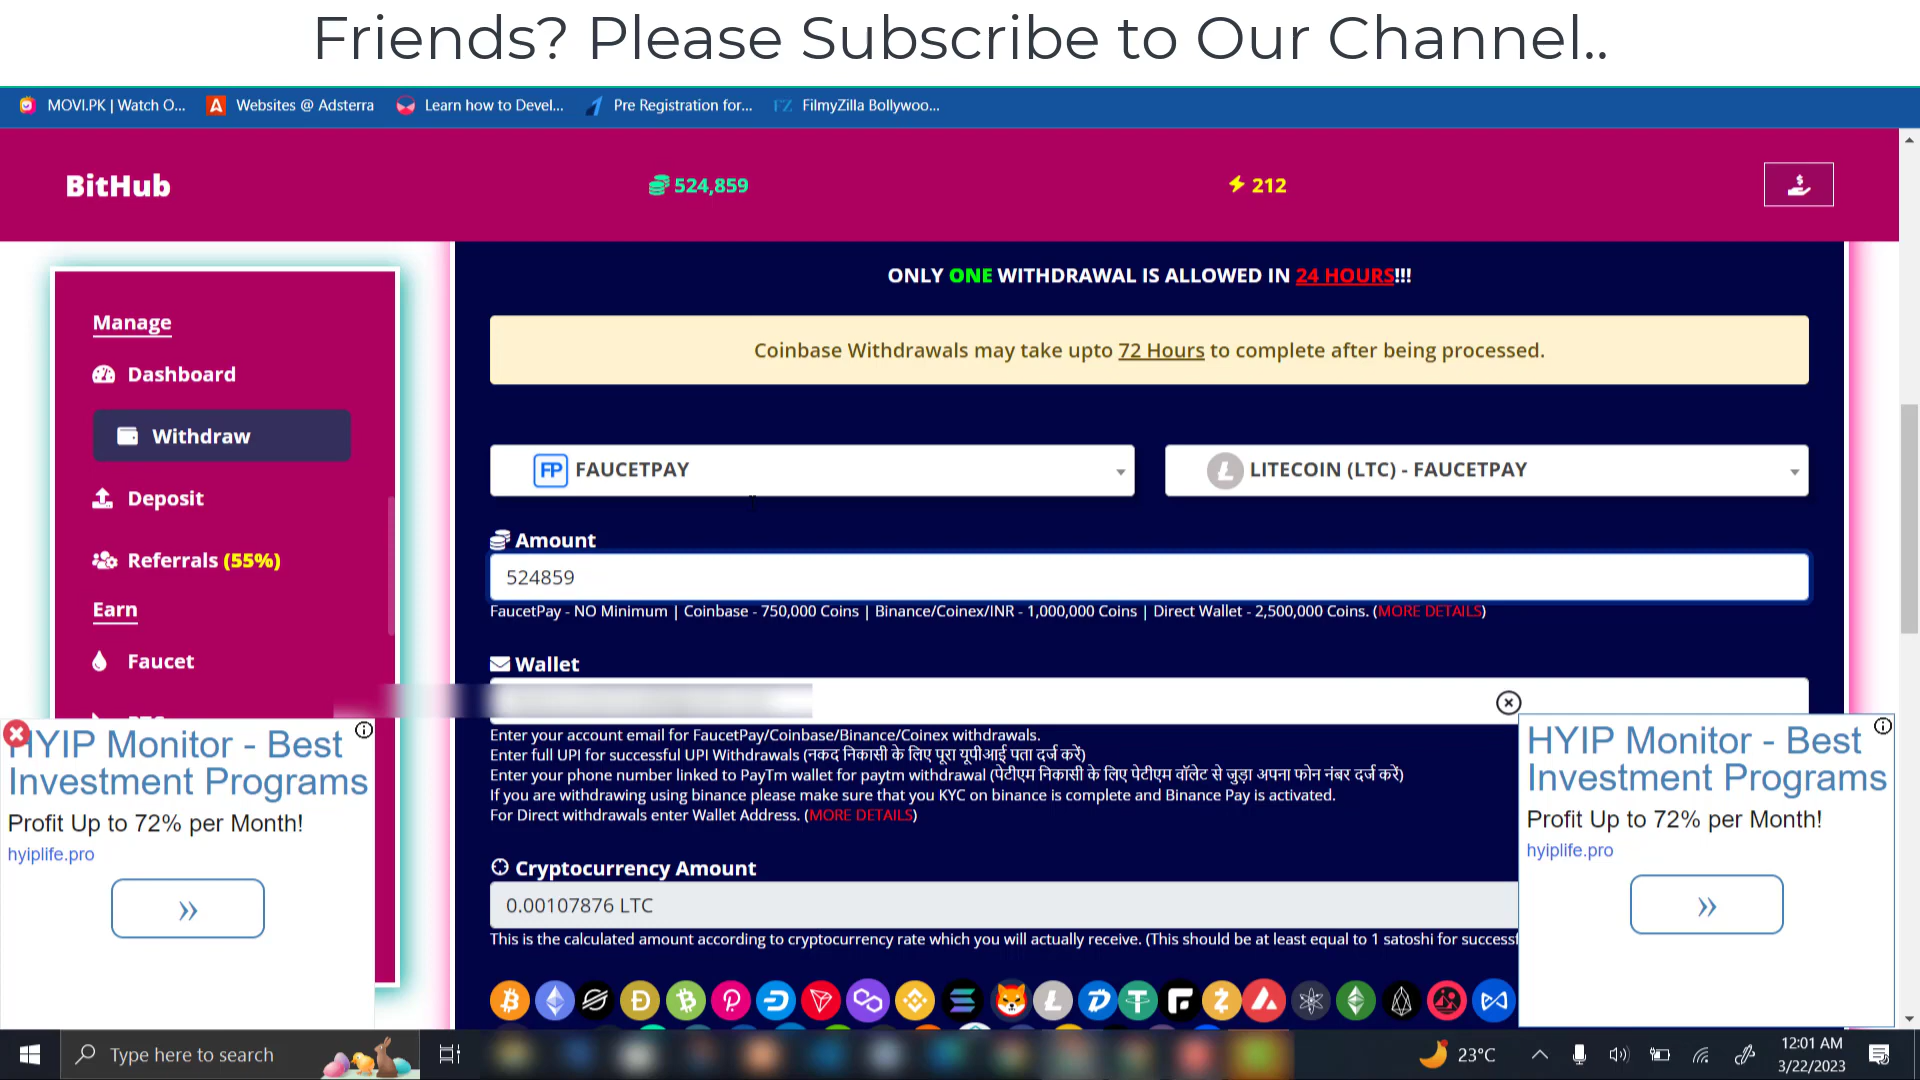 Friends? Please Subscribe to Our Channel..
MOVI.PK | Watch O... Websites @ Adsterra Learn how to Devel... Pre Registration for... FZ FilmyZilla Bollywoo...
BitHub 524,859 212
ONLY ONE WITHDRAWAL IS ALLOWED IN 24 HOURS!!!
Coinbase Withdrawals may take upto 72 Hours to complete after being processed.
Manage
Dashboard
Withdraw
Deposit
Referrals (55%)
Earn
Faucet
FP FAUCETPAY
LITECOIN (LTC) - FAUCETPAY
Amount
524859
FaucetPay - NO Minimum | Coinbase - 750,000 Coins | Binance/Coinex/INR - 1,000,000 Coins | Direct Wallet - 2,500,000 Coins. (MORE DETAILS)
Wallet
Enter your account email for FaucetPay/Coinbase/Binance/Coinex withdrawals.
Enter full UPI for successful UPI Withdrawals (नकद निकासी के लिए पूरा यूपीआई पता दर्ज करें)
Enter your phone number linked to PayTm wallet for paytm withdrawal (पेटीएम निकासी के लिए पेटीएम वॉलेट से जुड़ा अपना फोन नंबर दर्ज करें)
If you are withdrawing using binance please make sure that you KYC on binance is complete and Binance Pay is activated.
For Direct withdrawals enter Wallet Address. (MORE DETAILS)
Cryptocurrency Amount
0.00107876 LTC
This is the calculated amount according to cryptocurrency rate which you will actually receive. (This should be at least equal to 1 satoshi for
HYIP Monitor - Best
Investment Programs
Profit Up to 72% per Month!
hyiplife.pro
HYIP Monitor - Best
Investment Programs
Profit Up to 72% per Month!
hyiplife.pro
Type here to search
23°C
12:01 AM
3/22/2023